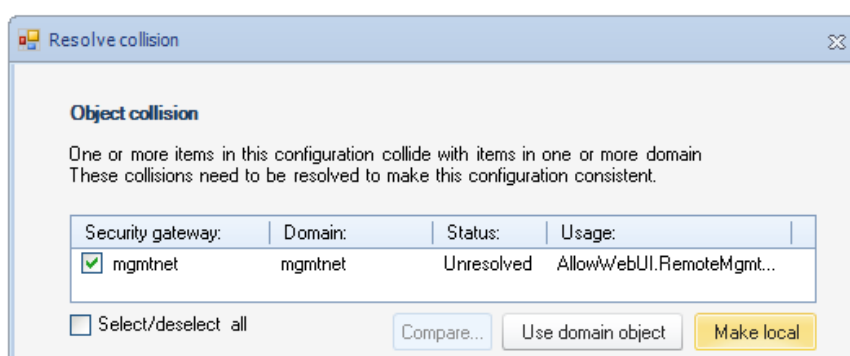 Resolve collision
Object collision
One or more items in this configuration collide with items in one or more domain
These collisions need to be resolved to make this configuration consistent.
Security gateway: Domain: Status: Usage:
mgmtnet mgmtnet Unresolved AllowWebUI.RemoteMgmt...
Select/deselect all Compare... Use domain object Make local